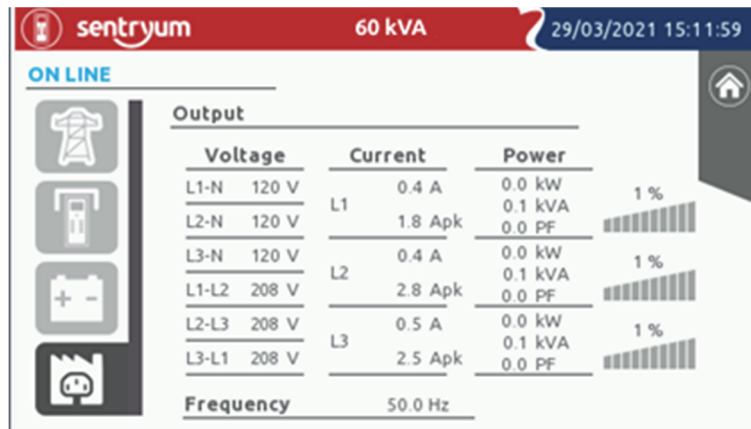 sentryum 60 kVA 29/03/2021 15:11:59
ON LINE
Output
Voltage Current Power
L1-N 120 V
L2-N 120 V
L3-N 120 V
L1-L2 208 V
L2-L3 208 V
L3-L1 208 V
L1
0.4 A
1.8 Apk
L2
0.4 A
2.8 Apk
L3
0.5 A
2.5 Apk
0.0 kW
0.1 kVA
0.0 PF
1 %
0.0 kW
0.1 kVA
0.0 PF
1 %
0.0 kW
0.1 kVA
0.0 PF
1 %
Frequency 50.0 Hz